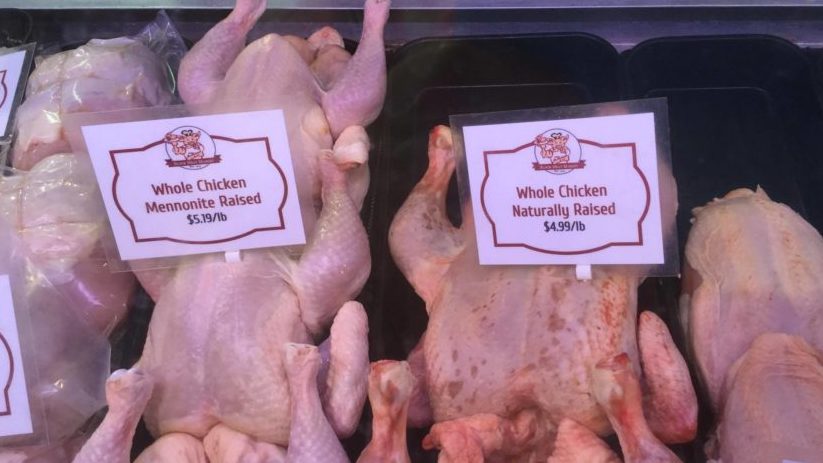 Whole Chicken
Mennonite Raised
$5.19/lb
Whole Chicken
Naturally Raised
$4.99/lb